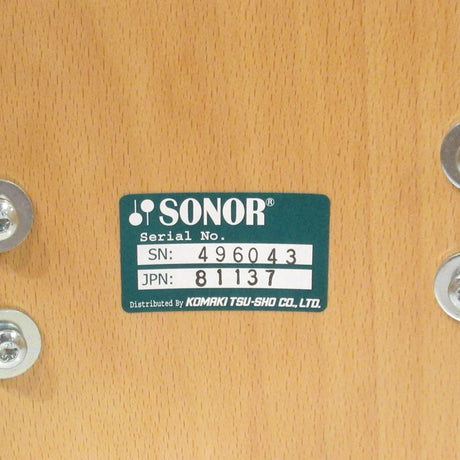 SONOR®
Serial No.
SN: 496043
JPN: 81137
Distributed By KOMAKI TSU-SHO CO., LTD.